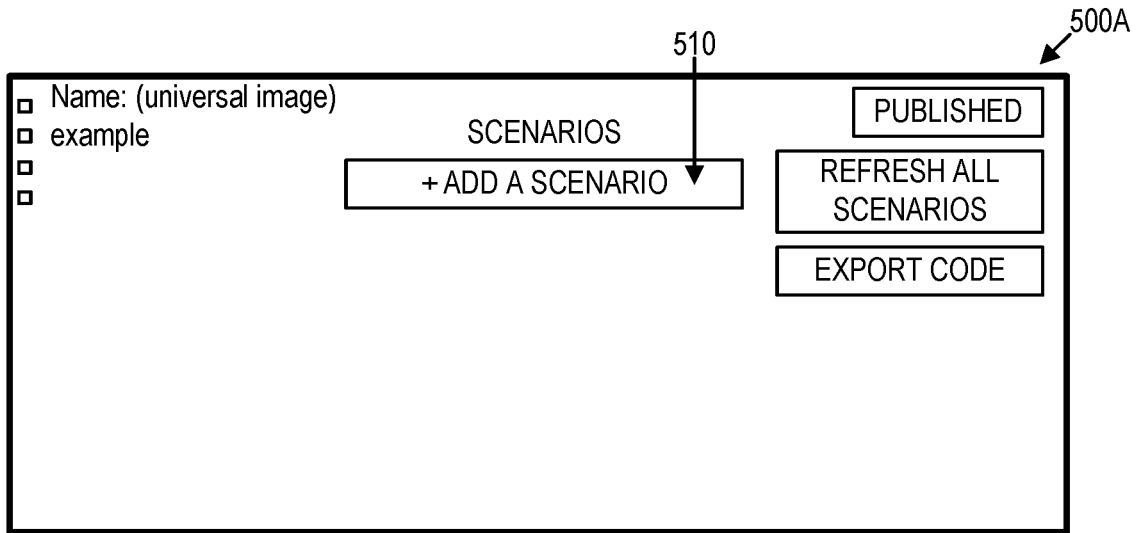 500A
510
Name: (universal image)
example
SCENARIOS
+ ADD A SCENARIO
PUBLISHED
REFRESH ALL
SCENARIOS
EXPORT CODE